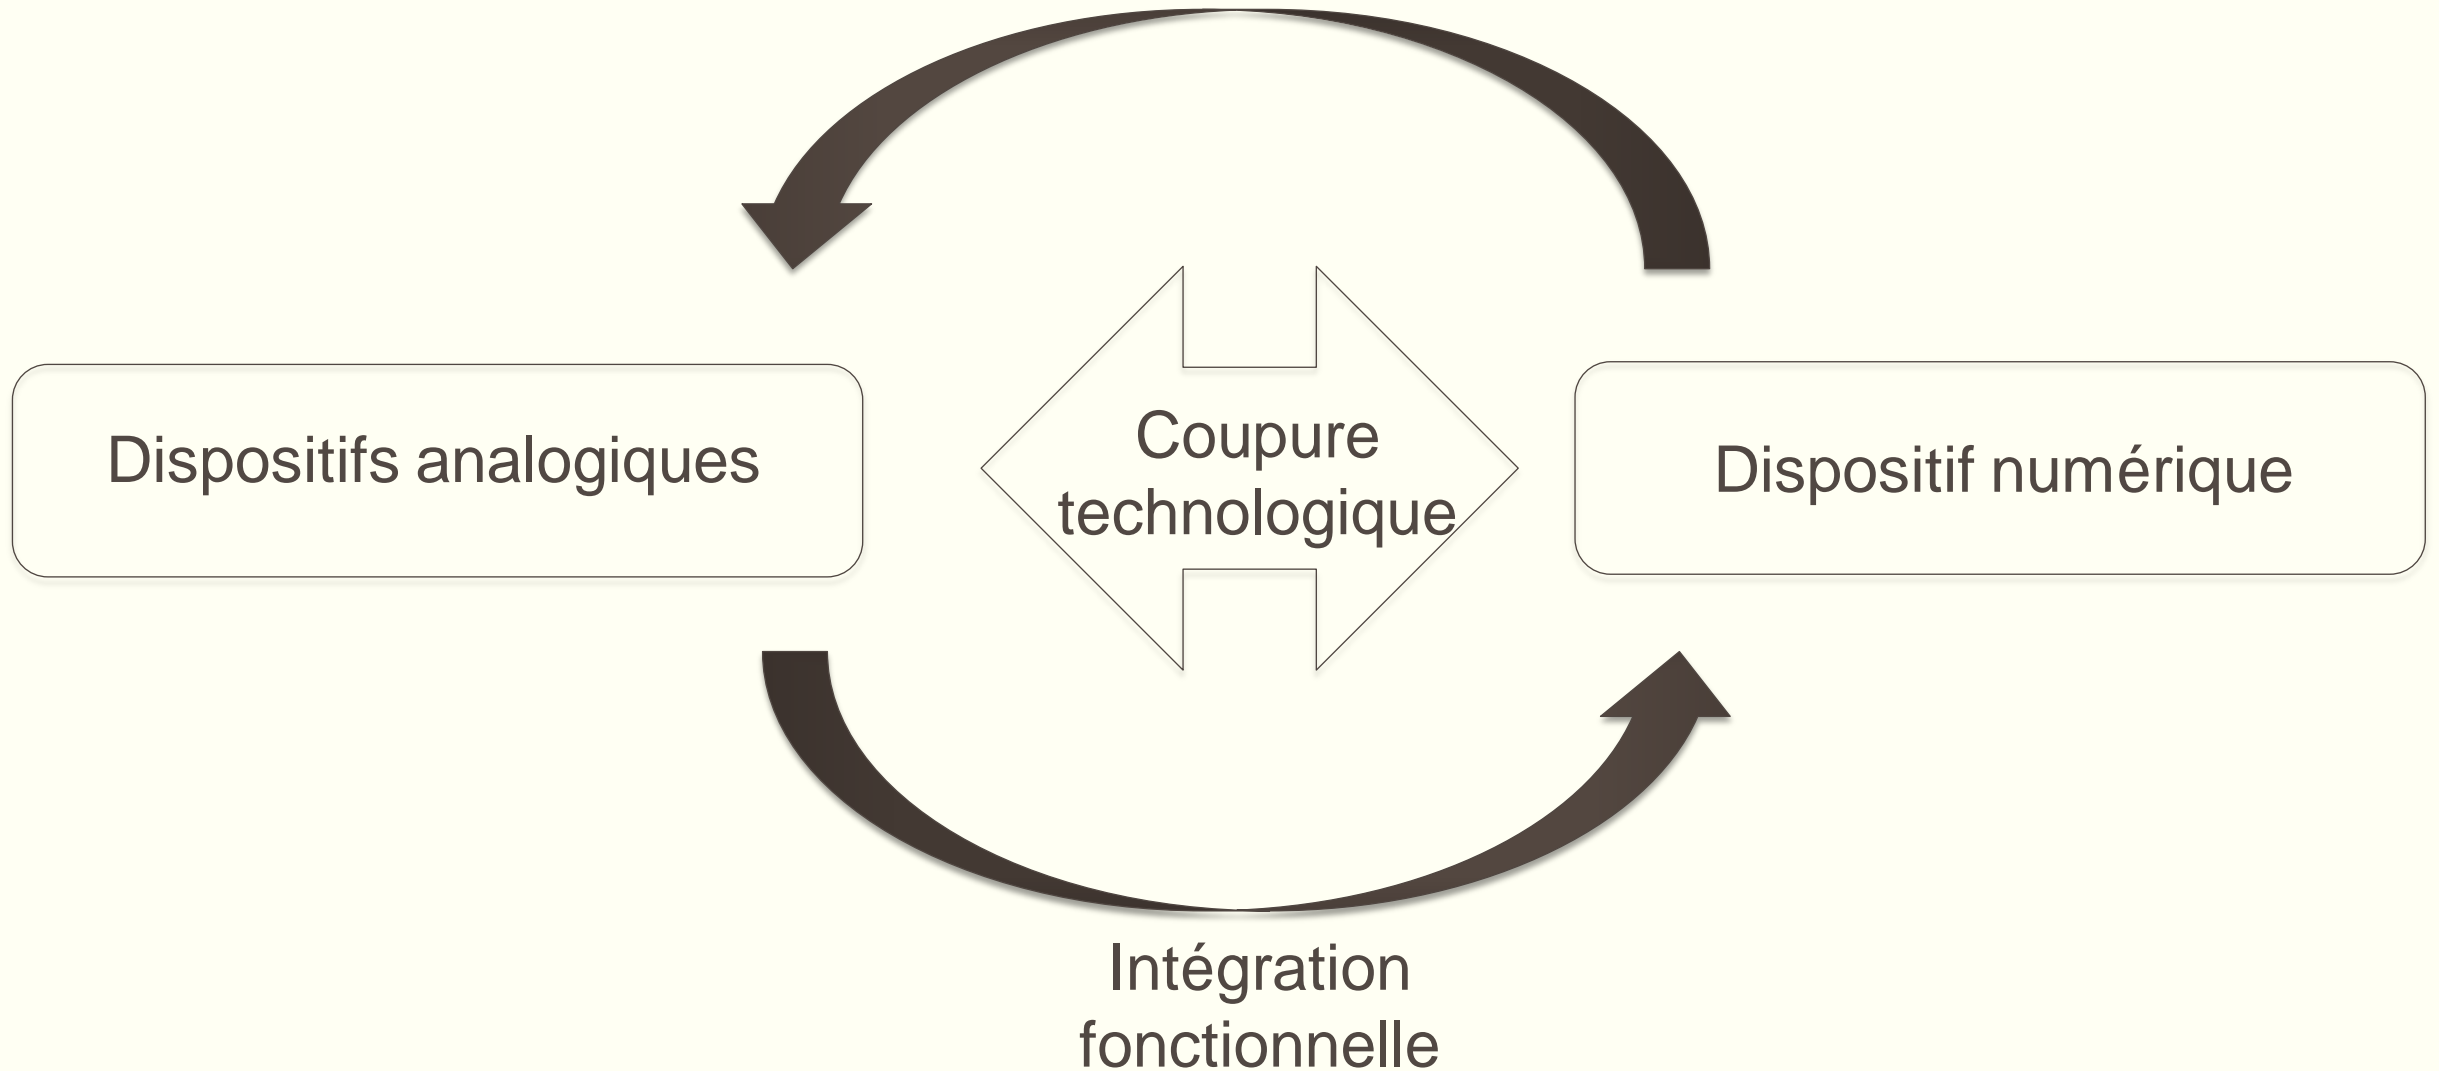 Dispositifs analogiques
Coupure
technologique
Dispositif numérique
Intégration
fonctionnelle